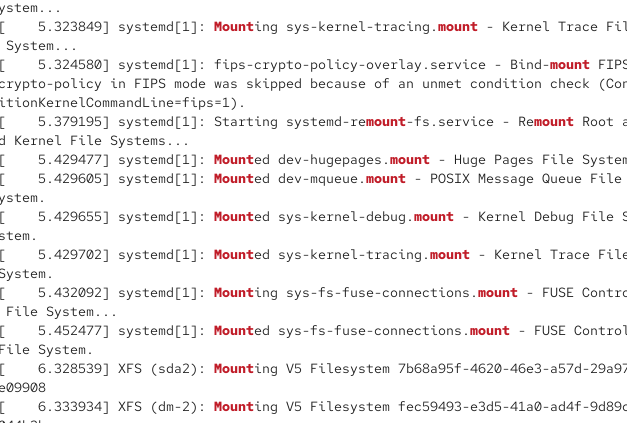 ystem...
[    5.323849] systemd[1]: Mounting sys-kernel-tracing.mount - Kernel Trace Fil
 System...
[    5.324580] systemd[1]: fips-crypto-policy-overlay.service - Bind-mount FIPS
crypto-policy in FIPS mode was skipped because of an unmet condition check (Con
itionKernelCommandLine=fips=1).
[    5.379195] systemd[1]: Starting systemd-remount-fs.service - Remount Root a
d Kernel File Systems...
[    5.429477] systemd[1]: Mounted dev-hugepages.mount - Huge Pages File System
[    5.429605] systemd[1]: Mounted dev-mqueue.mount - POSIX Message Queue File
ystem.
[    5.429655] systemd[1]: Mounted sys-kernel-debug.mount - Kernel Debug File S
stem.
[    5.429702] systemd[1]: Mounted sys-kernel-tracing.mount - Kernel Trace File
System.
[    5.432092] systemd[1]: Mounting sys-fs-fuse-connections.mount - FUSE Contro
 File System...
[    5.452477] systemd[1]: Mounted sys-fs-fuse-connections.mount - FUSE Control
File System.
[    6.328539] XFS (sda2): Mounting V5 Filesystem 7b68a95f-4620-46e3-a57d-29a97
e09908
[    6.333934] XFS (dm-2): Mounting V5 Filesystem fec59493-e3d5-41a0-ad4f-9d89d